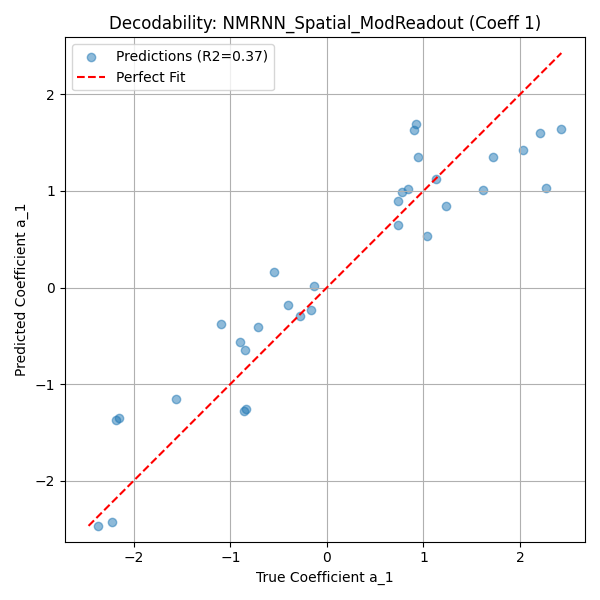 Decodability: NMRNN_Spatial_ModReadout (Coeff 1)
Predictions (R2=0.37)
Perfect Fit
Predicted Coefficient a_1
2
1
0
−1
−2
−2
−1
0
1
2
True Coefficient a_1